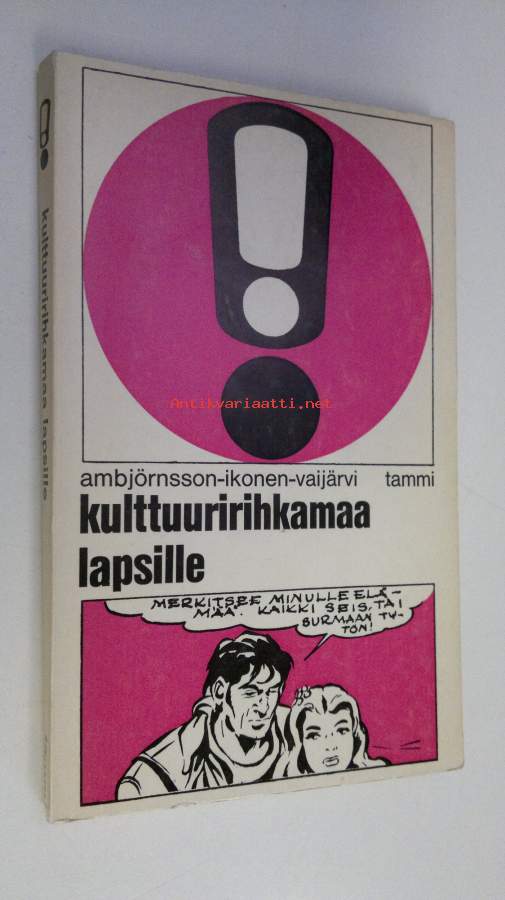 Antikvariaatti.net
ambjörnsson-ikonen-vaijärvi tammi
kulttuuririhkamaa
lapsille
MERKITSEE MINULLE ELÄ-
MÄÄ. KAIKKI SEIS, TAI
SURMAAN TY-
TÖN!
kulttuuririhkamaa lapsille